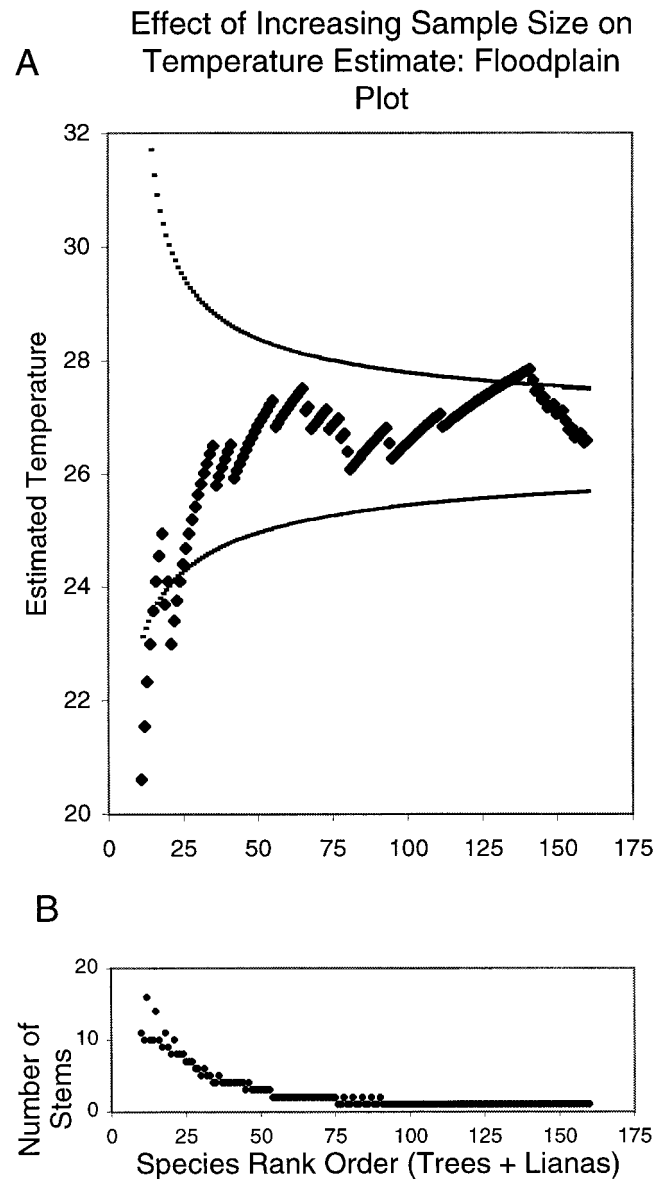 A
Effect of Increasing Sample Size on
Temperature Estimate: Floodplain
Plot
Estimated Temperature
32
30
28
26
24
22
20
0 25 50 75 100 125 150 175
B
Number of
Stems
20
10
0
0 25 50 75 100 125 150 175
Species Rank Order (Trees + Lianas)